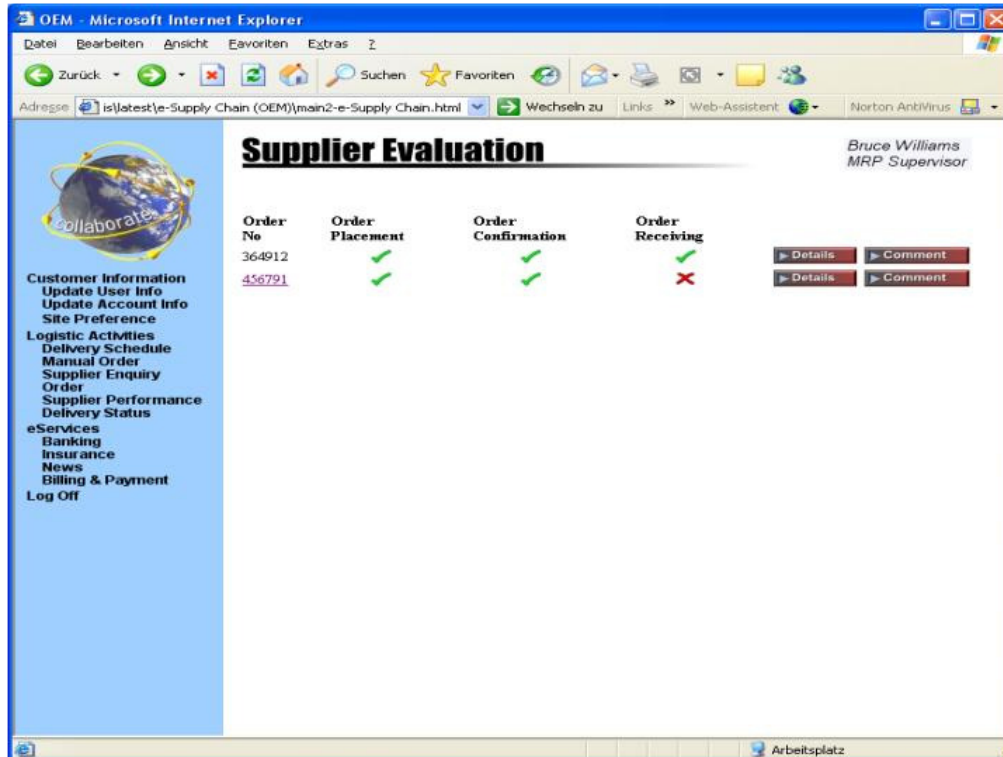 OEM - Microsoft Internet Explorer
Datei Bearbeiten Ansicht Favoriten Extras ?
Zurück Suchen Favoriten
Adresse is\latest\e-Supply Chain (OEM)\main2-e-Supply Chain.html Wechseln zu Links » Web-Assistent Norton AntiVirus
collaborate
Supplier Evaluation
Bruce Williams
MRP Supervisor
Customer Information
Update User Info
Update Account Info
Site Preference
Logistic Activities
Delivery Schedule
Manual Order
Supplier Enquiry
Order
Supplier Performance
Delivery Status
eServices
Banking
Insurance
News
Billing & Payment
Log Off
Order No
Order Placement
Order Confirmation
Order Receiving
364912 Details Comment
456791 Details Comment
Arbeitsplatz